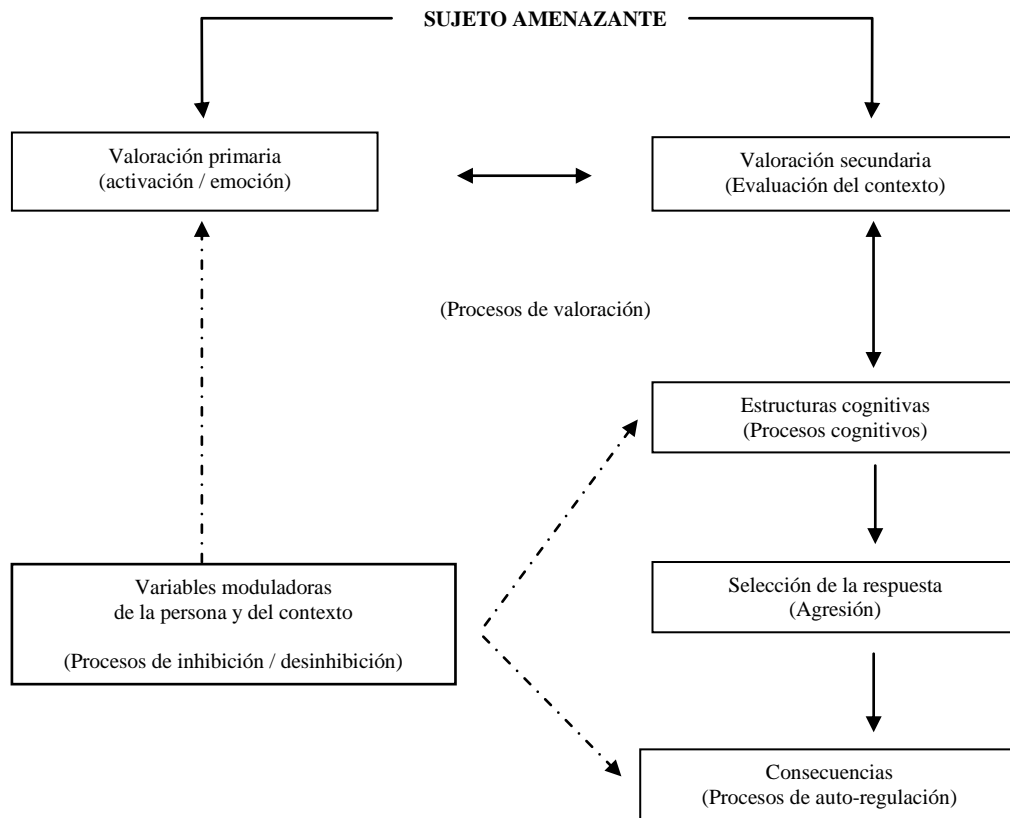 SUJETO AMENAZANTE
Valoración primaria
(activación / emoción)
Valoración secundaria
(Evaluación del contexto)
(Procesos de valoración)
Estructuras cognitivas
(Procesos cognitivos)
Variables moduladoras
de la persona y del contexto
(Procesos de inhibición / desinhibición)
Selección de la respuesta
(Agresión)
Consecuencias
(Procesos de auto-regulación)